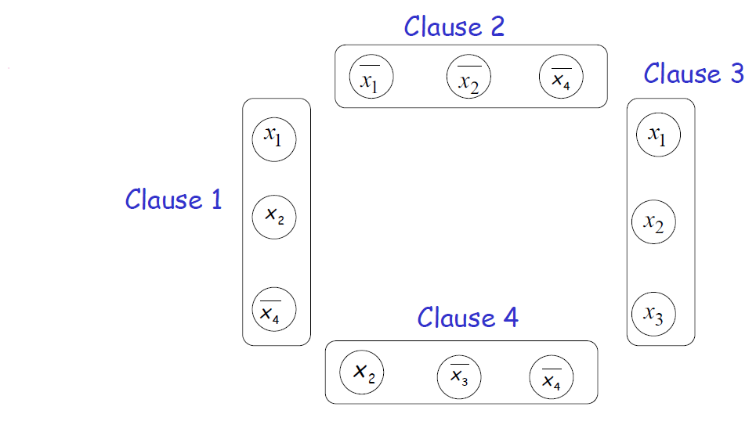 Clause 2
x̅₁ x̅₂ x̅₄
Clause 3
x₁
x₂
x₃
Clause 1
x₁
x₂
x̅₄
Clause 4
x₂ x̅₃ x̅₄